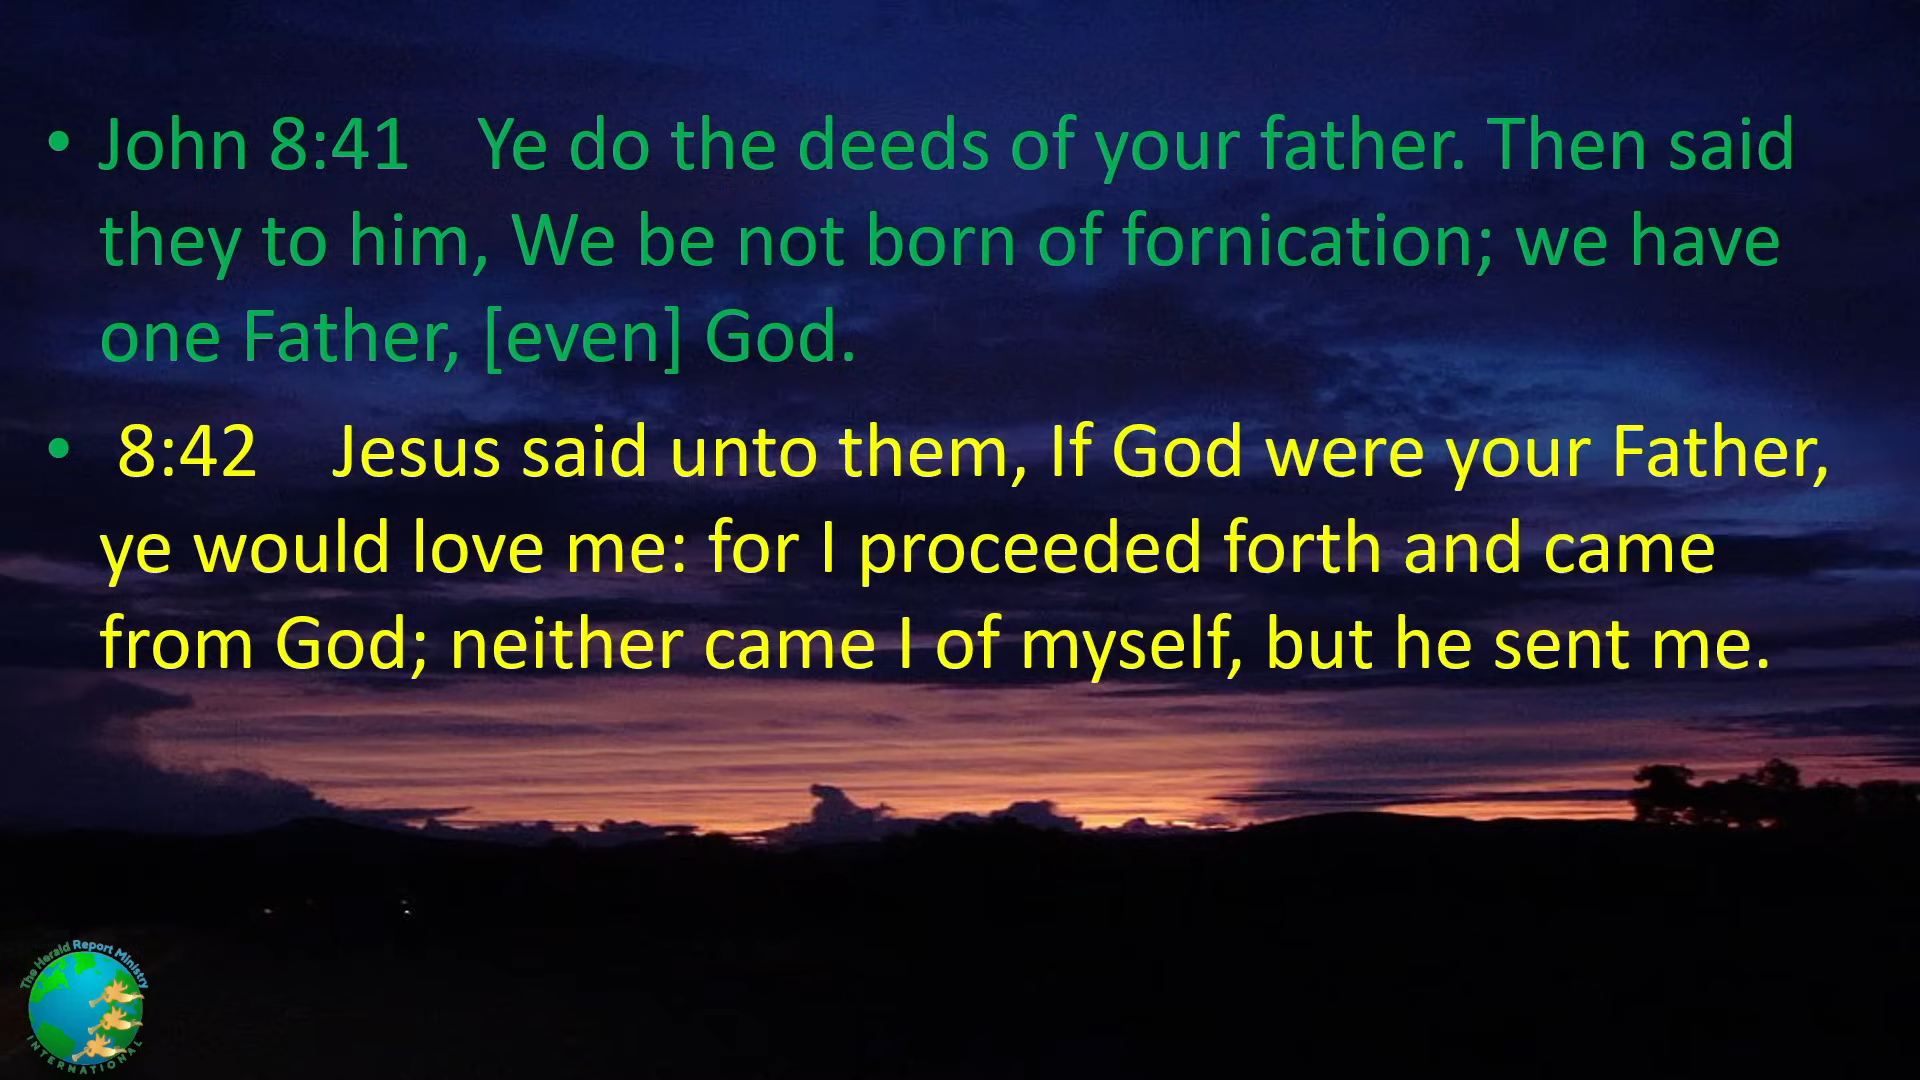 • John 8:41    Ye do the deeds of your father. Then said
they to him, We be not born of fornication; we have
one Father, [even] God.
•  8:42    Jesus said unto them, If God were your Father,
ye would love me: for I proceeded forth and came
from God; neither came I of myself, but he sent me.
The Herald Report Ministry
INTERNATIONAL